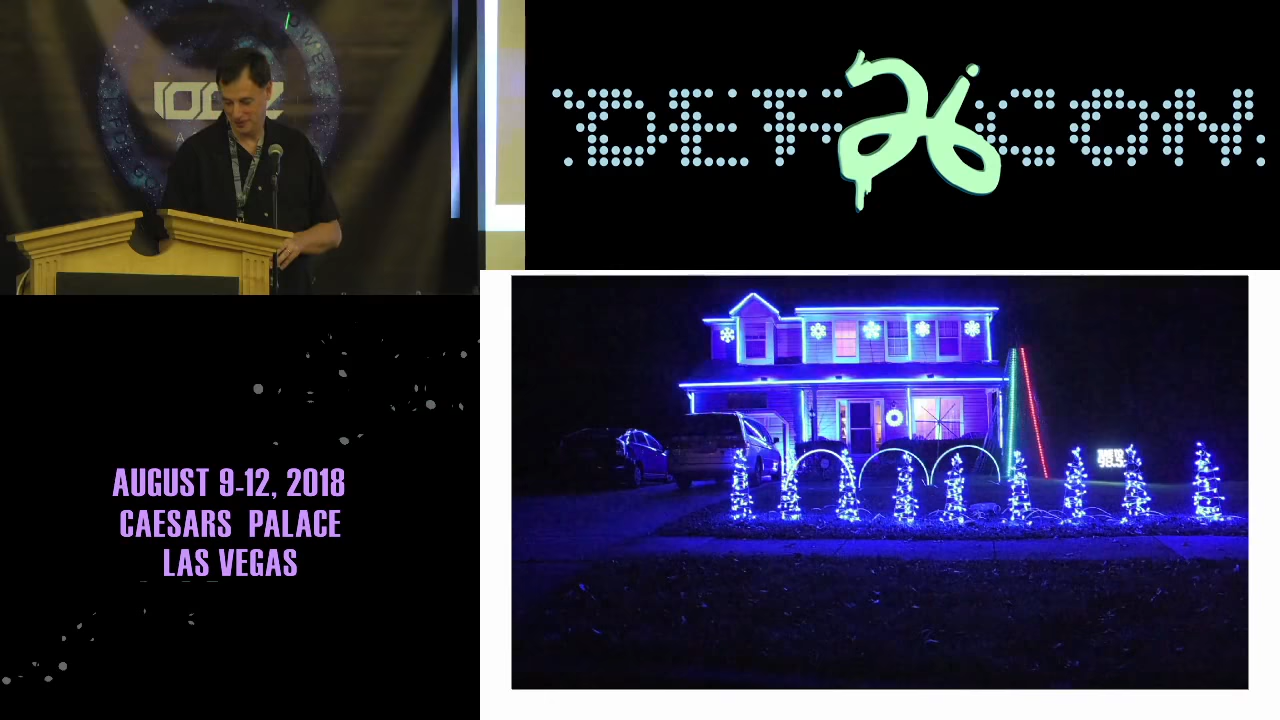 DEF 26 CON
AUGUST 9-12, 2018
CAESARS PALACE
LAS VEGAS